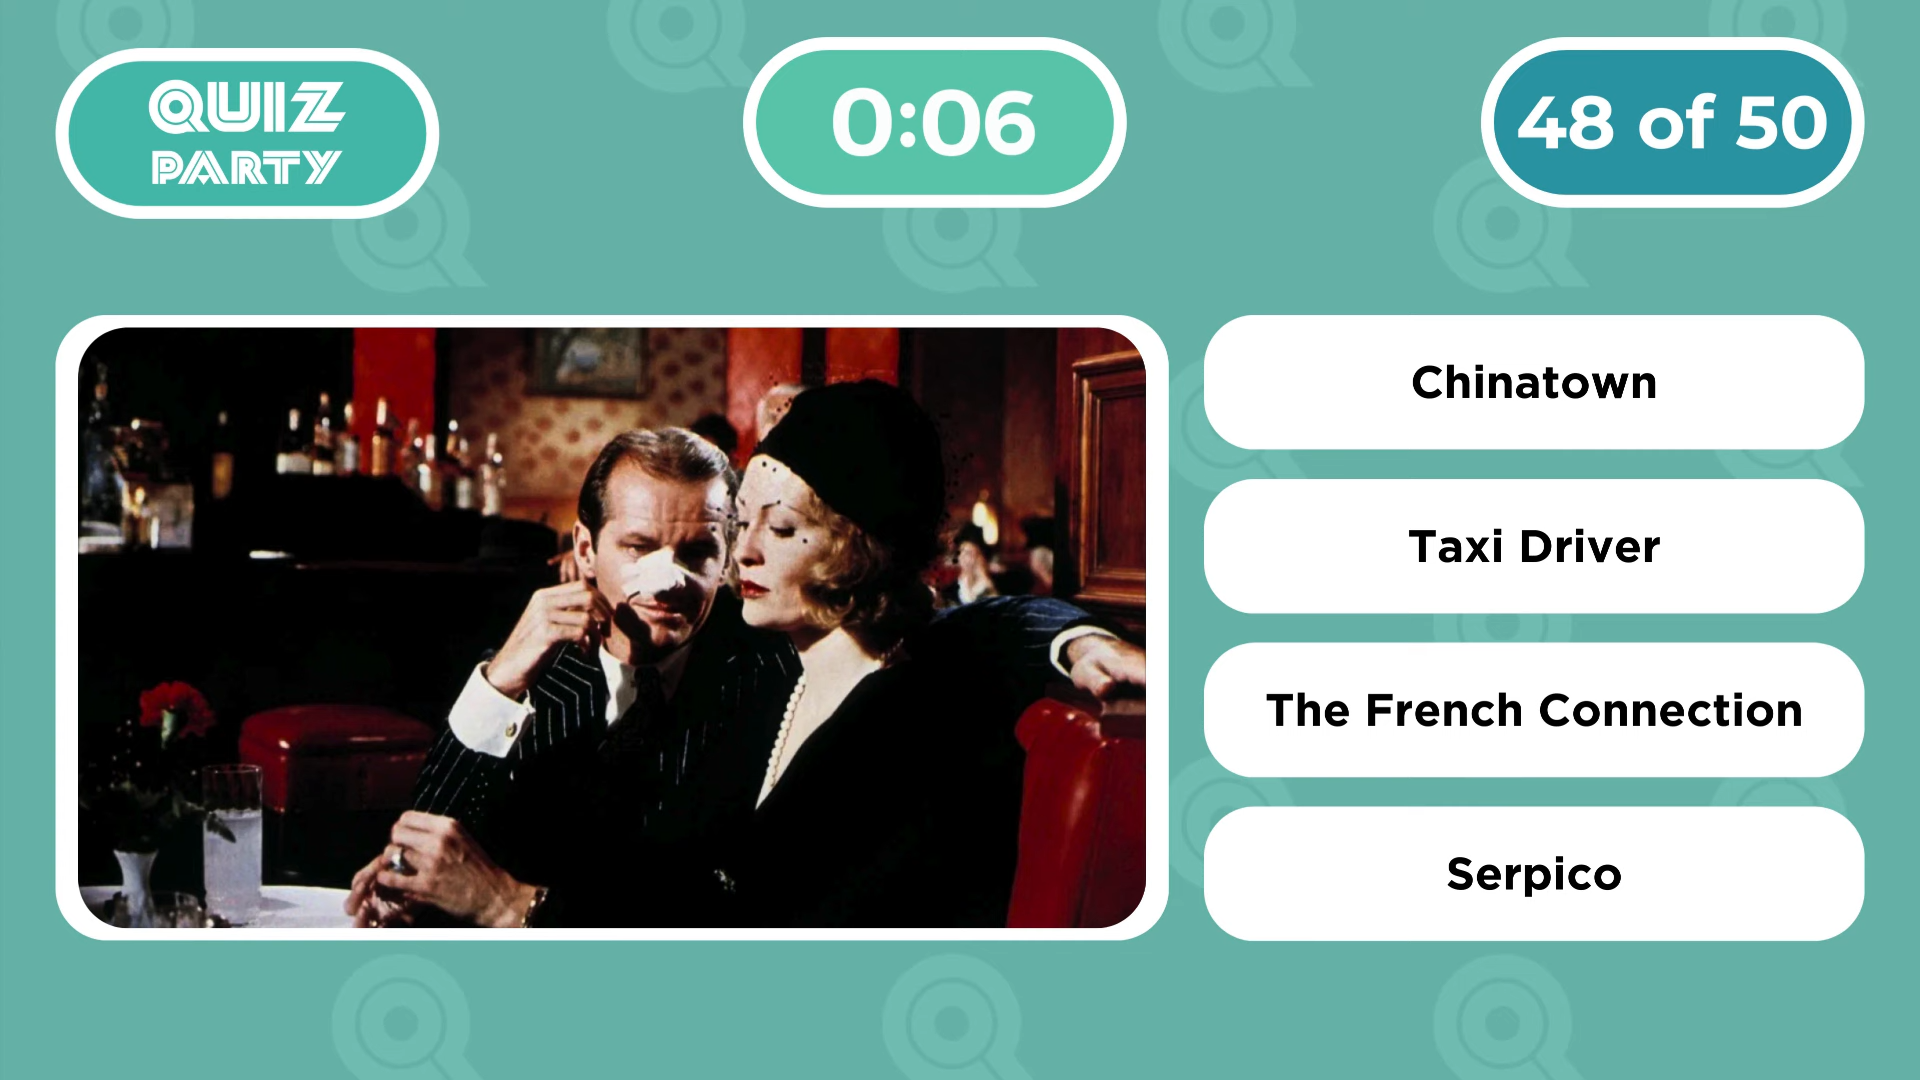 QUIZ
PARTY
0:06
48 of 50
Chinatown
Taxi Driver
The French Connection
Serpico